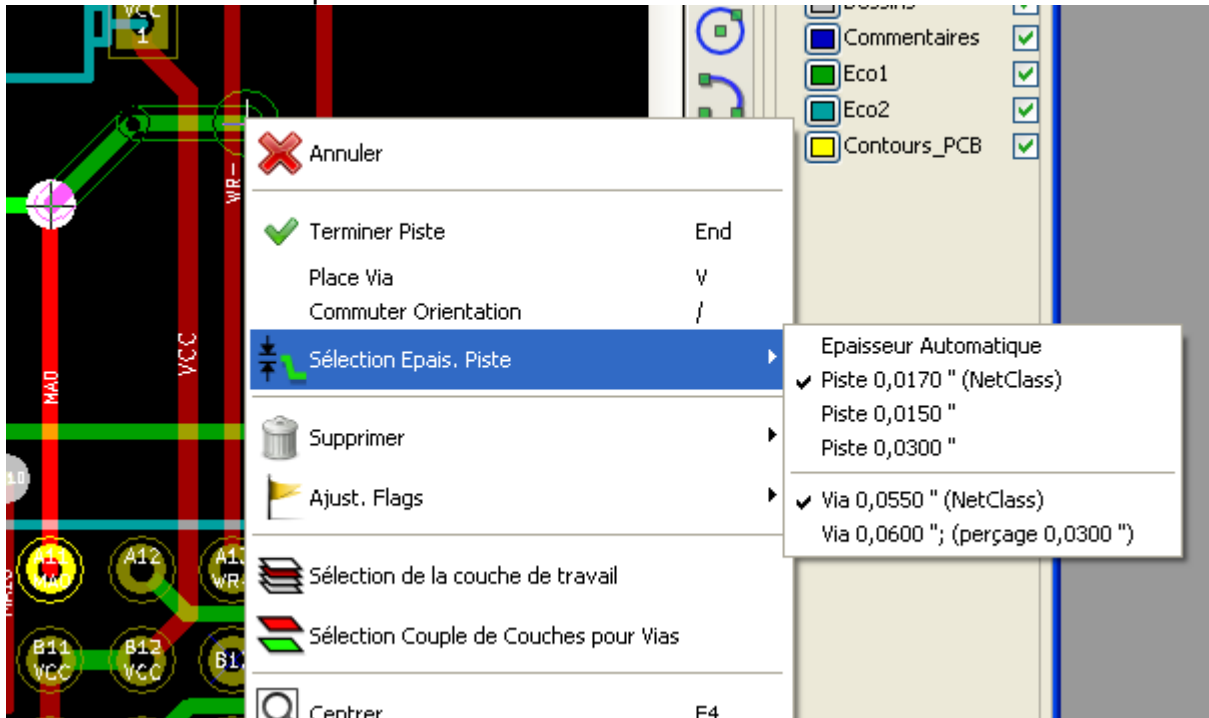 VCC
1
Commentaires
Eco1
Eco2
Contours_PCB
WR-
Annuler
Terminer Piste End
Place Via V
Commuter Orientation /
Sélection Epais. Piste
Epaisseur Automatique
Piste 0,0170 " (NetClass)
Piste 0,0150 "
Piste 0,0300 "
Via 0,0550 " (NetClass)
Via 0,0600 "; (perçage 0,0300 ")
VCC
MA0
Supprimer
Ajust. Flags
A11
MA0
A12
WR-
Sélection de la couche de travail
Sélection Couple de Couches pour Vias
B11
VCC
B12
VCC
Centrer F4